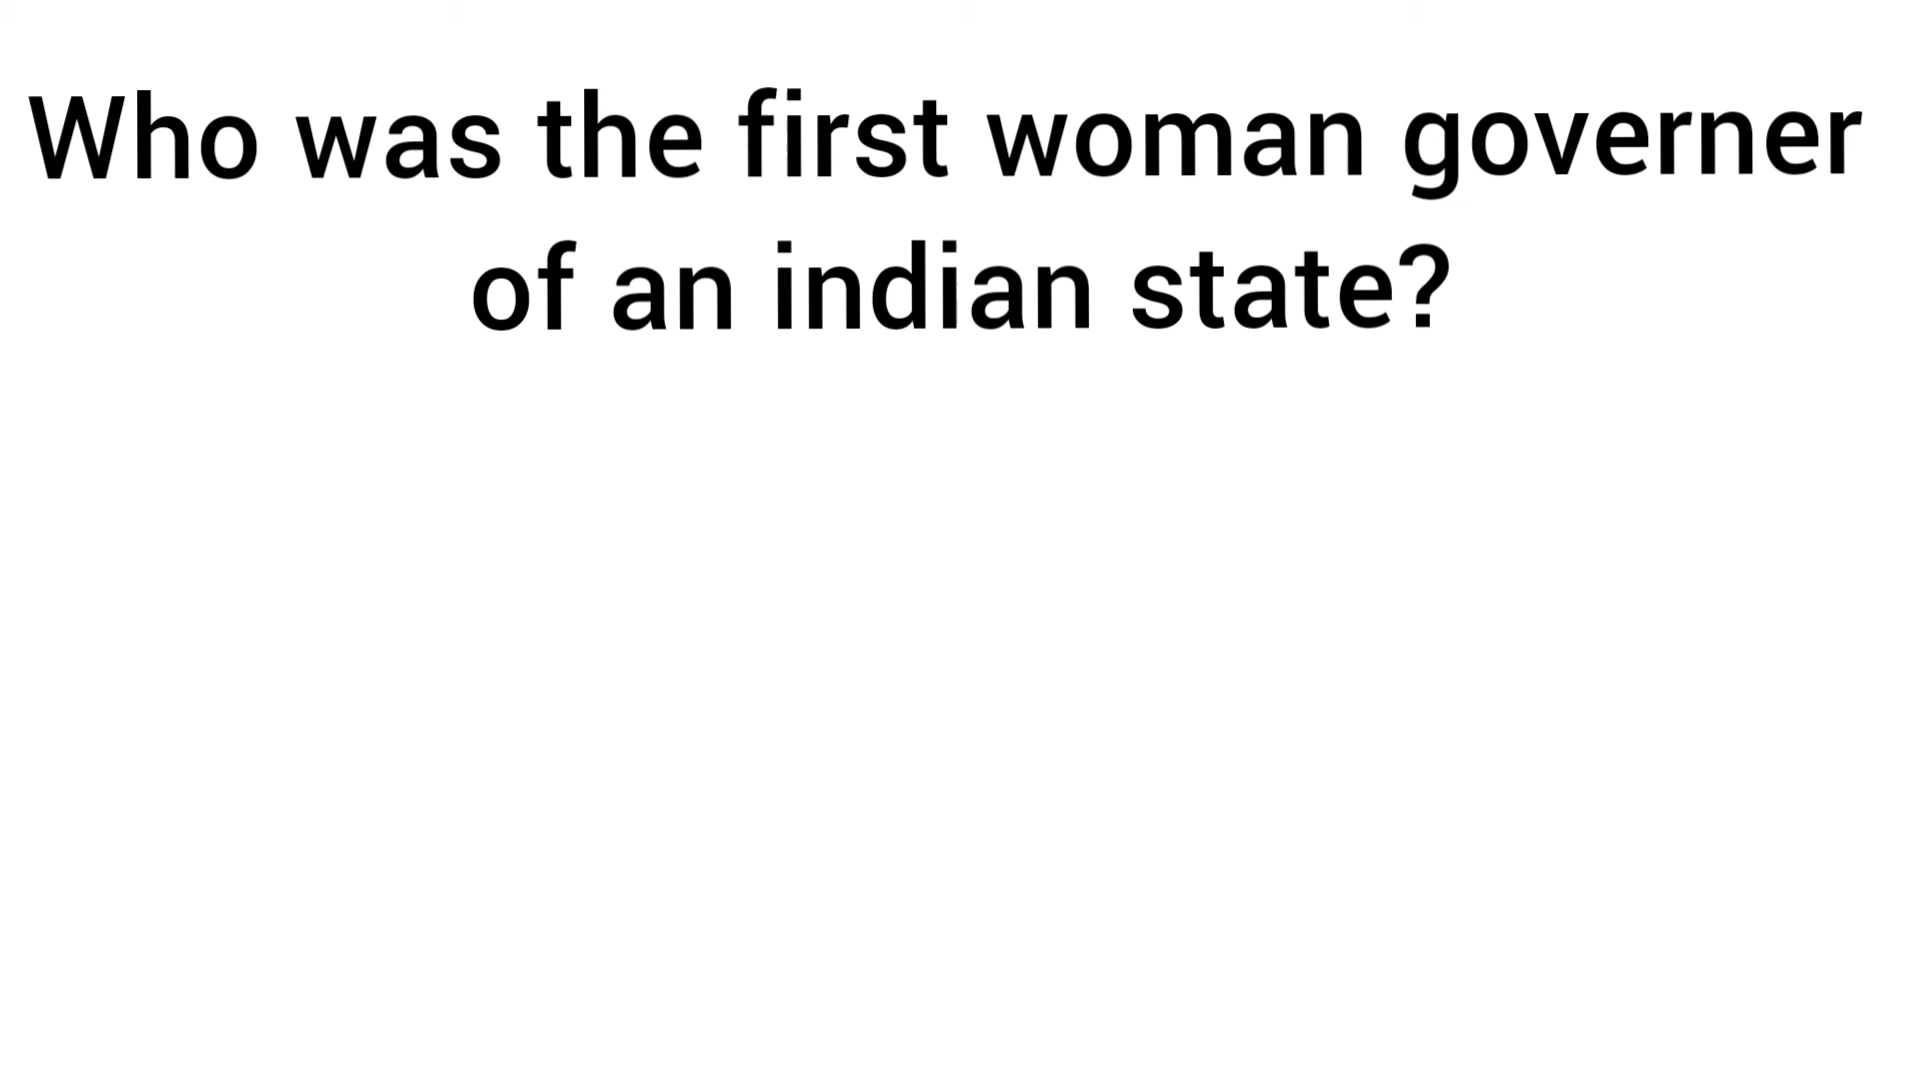 Who was the first woman governer
of an indian state?